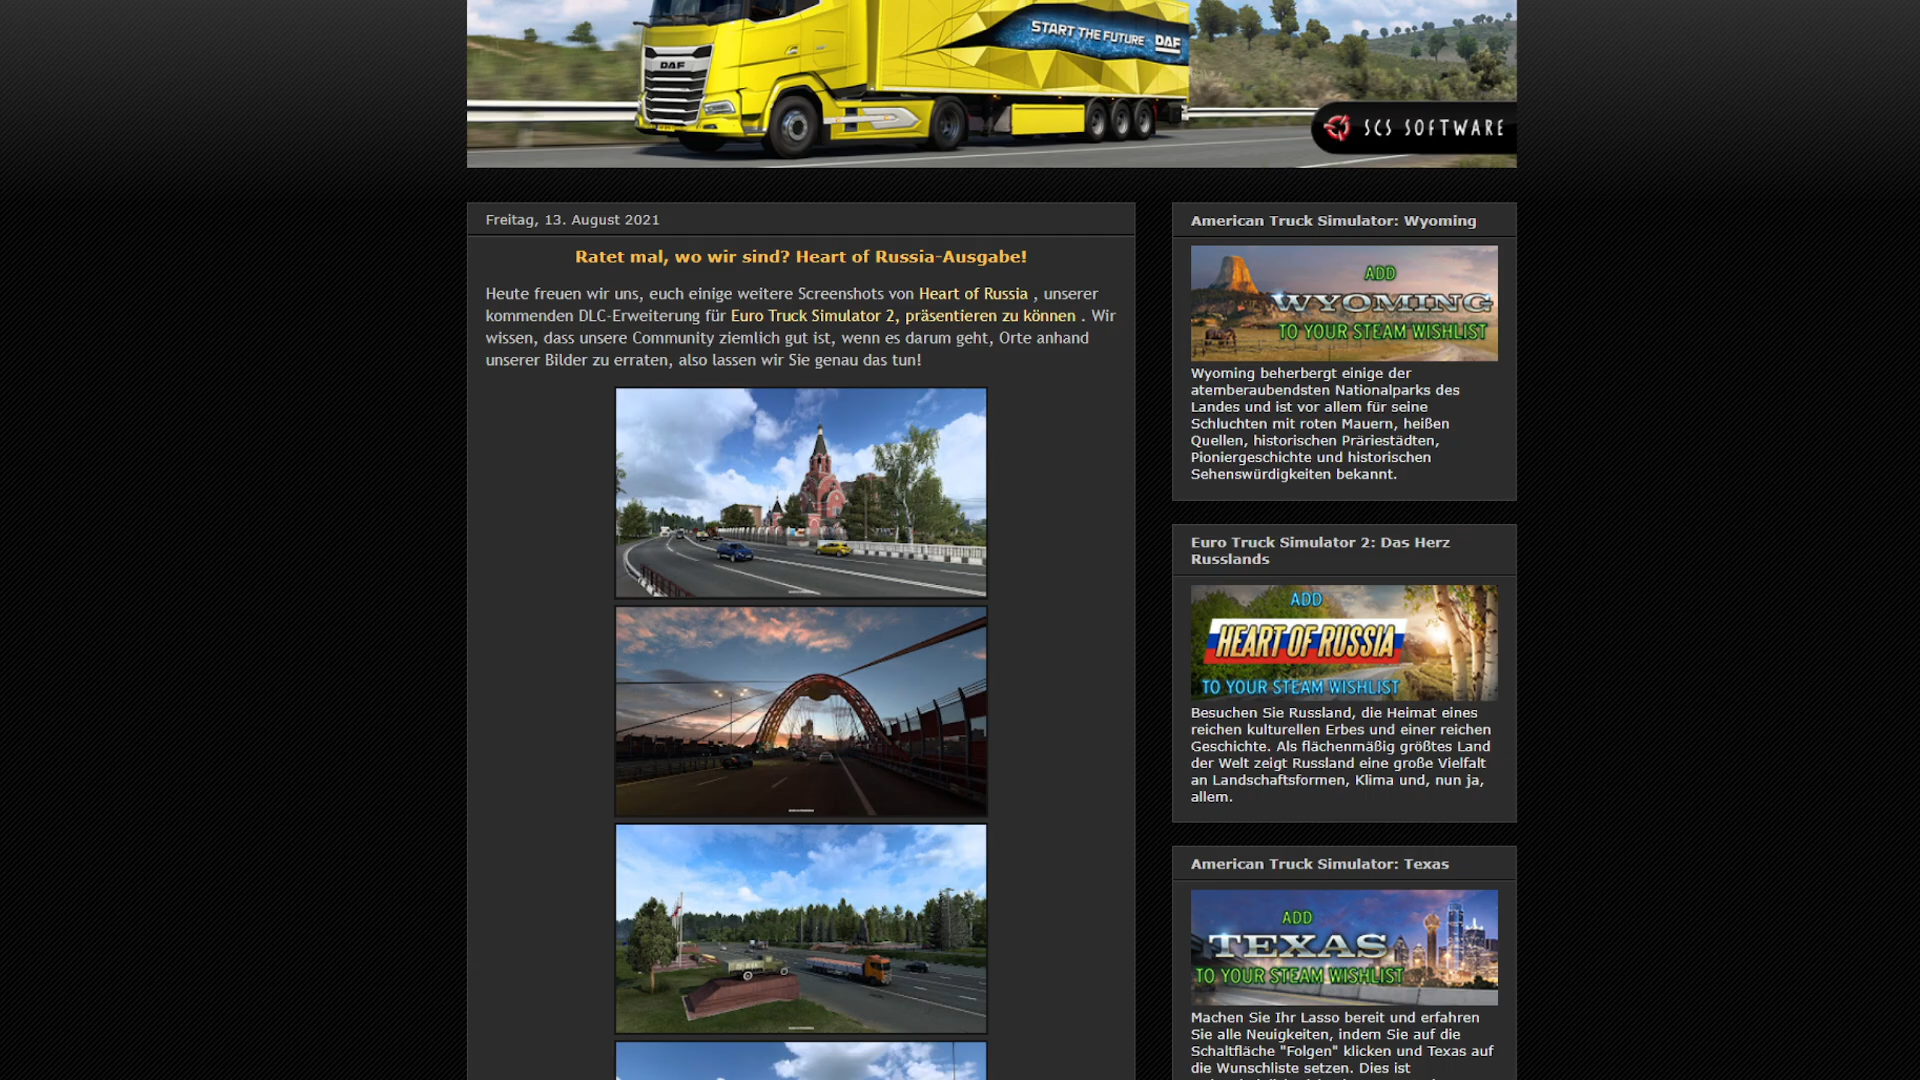 START THE FUTURE DAF
DAF
SCS SOFTWARE
Freitag, 13. August 2021
Ratet mal, wo wir sind? Heart of Russia-Ausgabe!
Heute freuen wir uns, euch einige weitere Screenshots von Heart of Russia , unserer
kommenden DLC-Erweiterung für Euro Truck Simulator 2, präsentieren zu können . Wir
wissen, dass unsere Community ziemlich gut ist, wenn es darum geht, Orte anhand
unserer Bilder zu erraten, also lassen wir Sie genau das tun!
American Truck Simulator: Wyoming
ADD
WYOMING
TO YOUR STEAM WISHLIST
Wyoming beherbergt einige der
atemberaubendsten Nationalparks des
Landes und ist vor allem für seine
Schluchten mit roten Mauern, heißen
Quellen, historischen Präriestädten,
Pioniergeschichte und historischen
Sehenswürdigkeiten bekannt.
Euro Truck Simulator 2: Das Herz
Russlands
ADD
HEART OF RUSSIA
TO YOUR STEAM WISHLIST
Besuchen Sie Russland, die Heimat eines
reichen kulturellen Erbes und einer reichen
Geschichte. Als flächenmäßig größtes Land
der Welt zeigt Russland eine große Vielfalt
an Landschaftsformen, Klima und, nun ja,
allem.
American Truck Simulator: Texas
ADD
TEXAS
TO YOUR STEAM WISHLIST
Machen Sie Ihr Lasso bereit und erfahren
Sie alle Neuigkeiten, indem Sie auf die
Schaltfläche "Folgen" klicken und Texas auf
die Wunschliste setzen. Dies ist